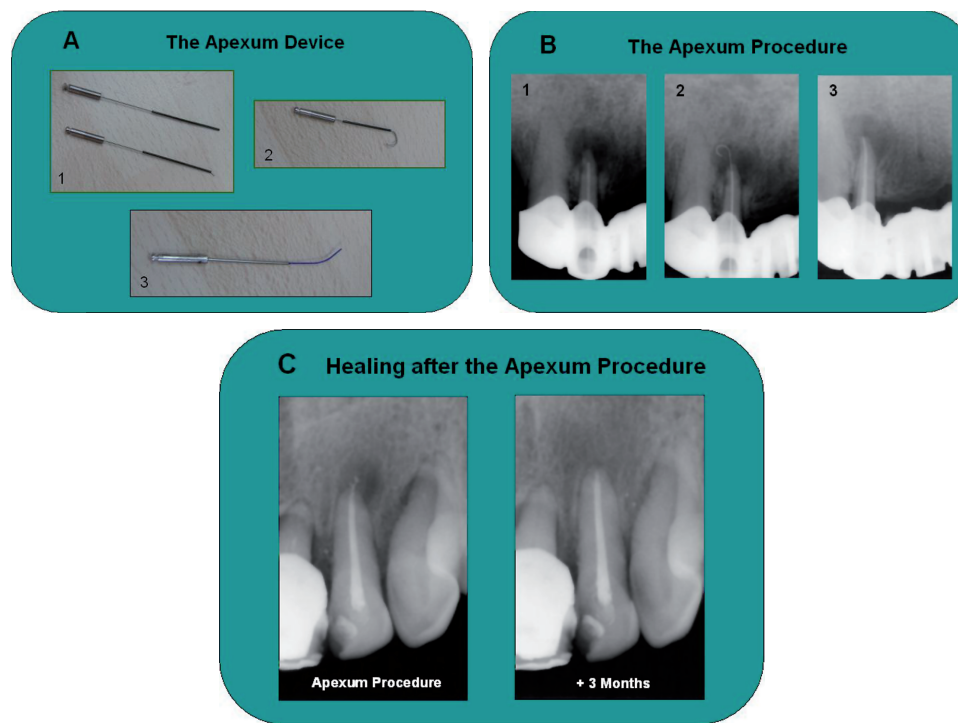 A The Apexum Device
1
2
3
B The Apexum Procedure
1 2 3
C Healing after the Apexum Procedure
Apexum Procedure
+ 3 Months